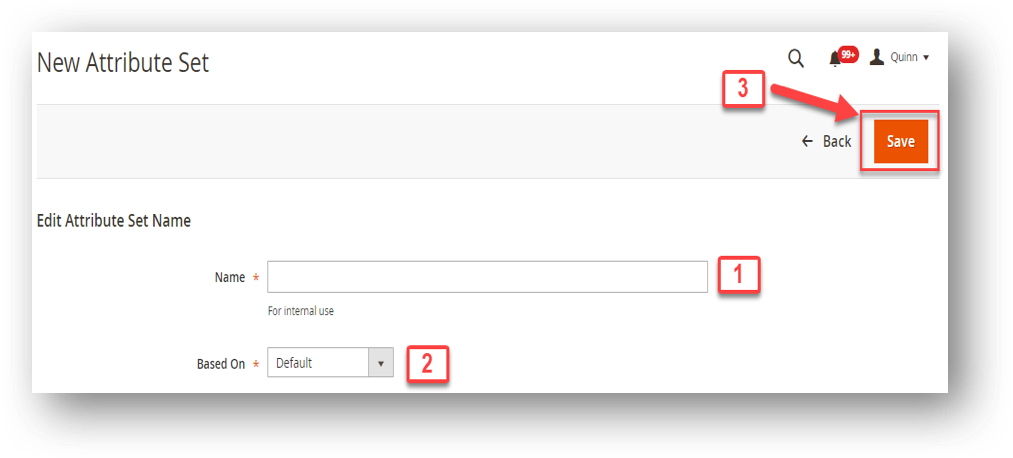 New Attribute Set
99+
Quinn
3
Back
Save
Edit Attribute Set Name
Name *
1
For internal use
Based On *
Default
2